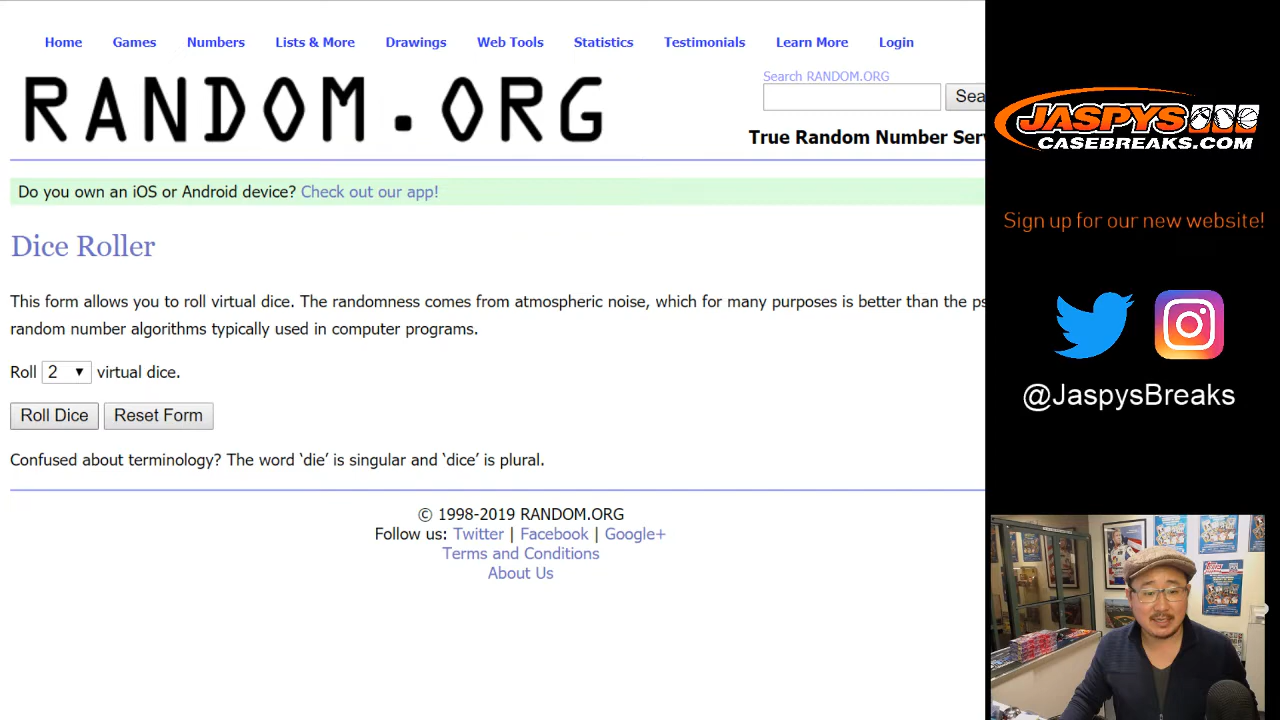 Home Games Numbers Lists & More Drawings Web Tools Statistics Testimonials Learn More Login
RANDOM.ORG
Search RANDOM.ORG
Sea
True Random Number Ser
Do you own an iOS or Android device? Check out our app!
Dice Roller
This form allows you to roll virtual dice. The randomness comes from atmospheric noise, which for many purposes is better than the ps
random number algorithms typically used in computer programs.
Roll 2 virtual dice.
Roll Dice Reset Form
Confused about terminology? The word ‘die’ is singular and ‘dice’ is plural.
© 1998-2019 RANDOM.ORG
Follow us: Twitter | Facebook | Google+
Terms and Conditions
About Us
JASPYS
CASEBREAKS.COM
Sign up for our new website!
@JaspysBreaks
topps